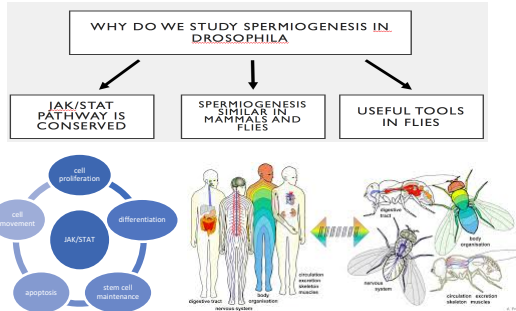 WHY DO WE STUDY SPERMIOGENESIS IN
DROSOPHILA
JAK/STAT
PATHWAY IS
CONSERVED
SPERMIOGENESIS
SIMILAR IN
MAMMALS AND
FLIES
USEFUL TOOLS
IN FLIES
cell
proliferation
cell
movement
differentiation
JAK/STAT
apoptosis
stem cell
maintenance
digestive tract
nervous system
body
organisation
circulation
excretion
skeleton
muscles
digestive
tract
body
organisation
nervous
system
circulation excretion
skeleton muscles